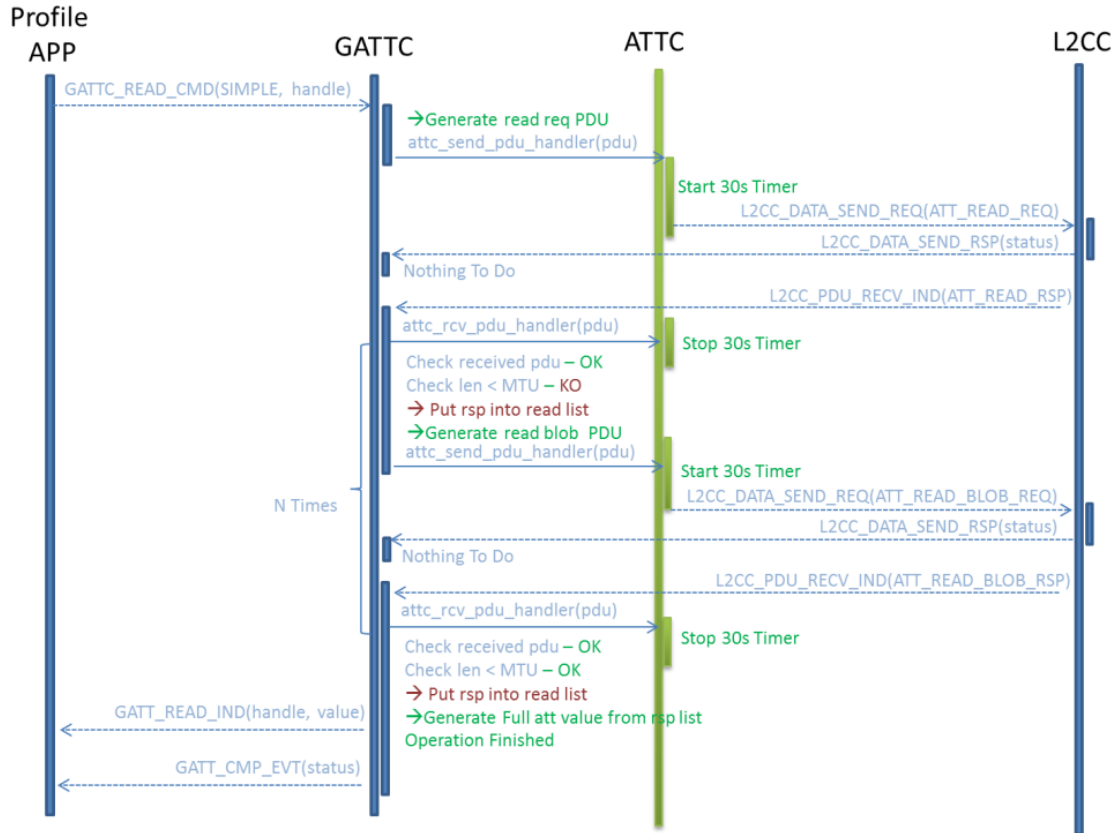 Profile
APP
GATTC
ATTC
L2CC
GATTC_READ_CMD(SIMPLE, handle)
→Generate read req PDU
attc_send_pdu_handler(pdu)
Start 30s Timer
L2CC_DATA_SEND_REQ(ATT_READ_REQ)
L2CC_DATA_SEND_RSP(status)
Nothing To Do
L2CC_PDU_RECV_IND(ATT_READ_RSP)
attc_rcv_pdu_handler(pdu)
Stop 30s Timer
Check received pdu – OK
Check len < MTU – KO
→ Put rsp into read list
→Generate read blob PDU
attc_send_pdu_handler(pdu)
Start 30s Timer
L2CC_DATA_SEND_REQ(ATT_READ_BLOB_REQ)
N Times
L2CC_DATA_SEND_RSP(status)
Nothing To Do
L2CC_PDU_RECV_IND(ATT_READ_BLOB_RSP)
attc_rcv_pdu_handler(pdu)
Stop 30s Timer
Check received pdu – OK
Check len < MTU – OK
→ Put rsp into read list
GATT_READ_IND(handle, value)
→Generate Full att value from rsp list
Operation Finished
GATT_CMP_EVT(status)